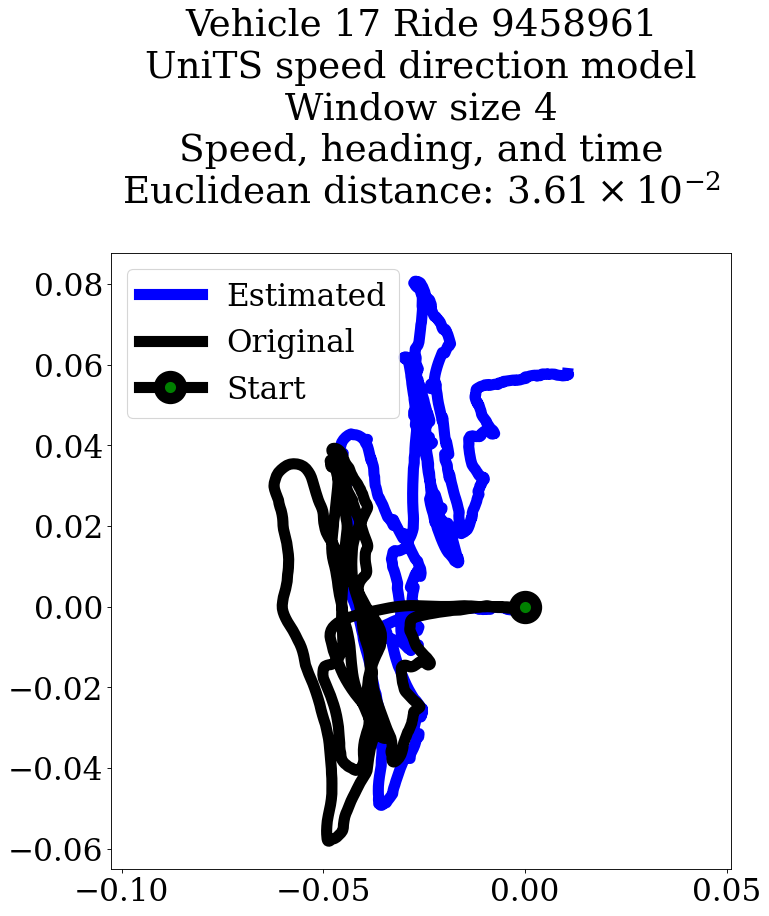 Vehicle 17 Ride 9458961
UniTS speed direction model
Window size 4
Speed, heading, and time
Euclidean distance: 3.61 × 10⁻²
Estimated
Original
Start
0.08
0.06
0.04
0.02
0.00
−0.02
−0.04
−0.06
−0.10
−0.05
0.00
0.05